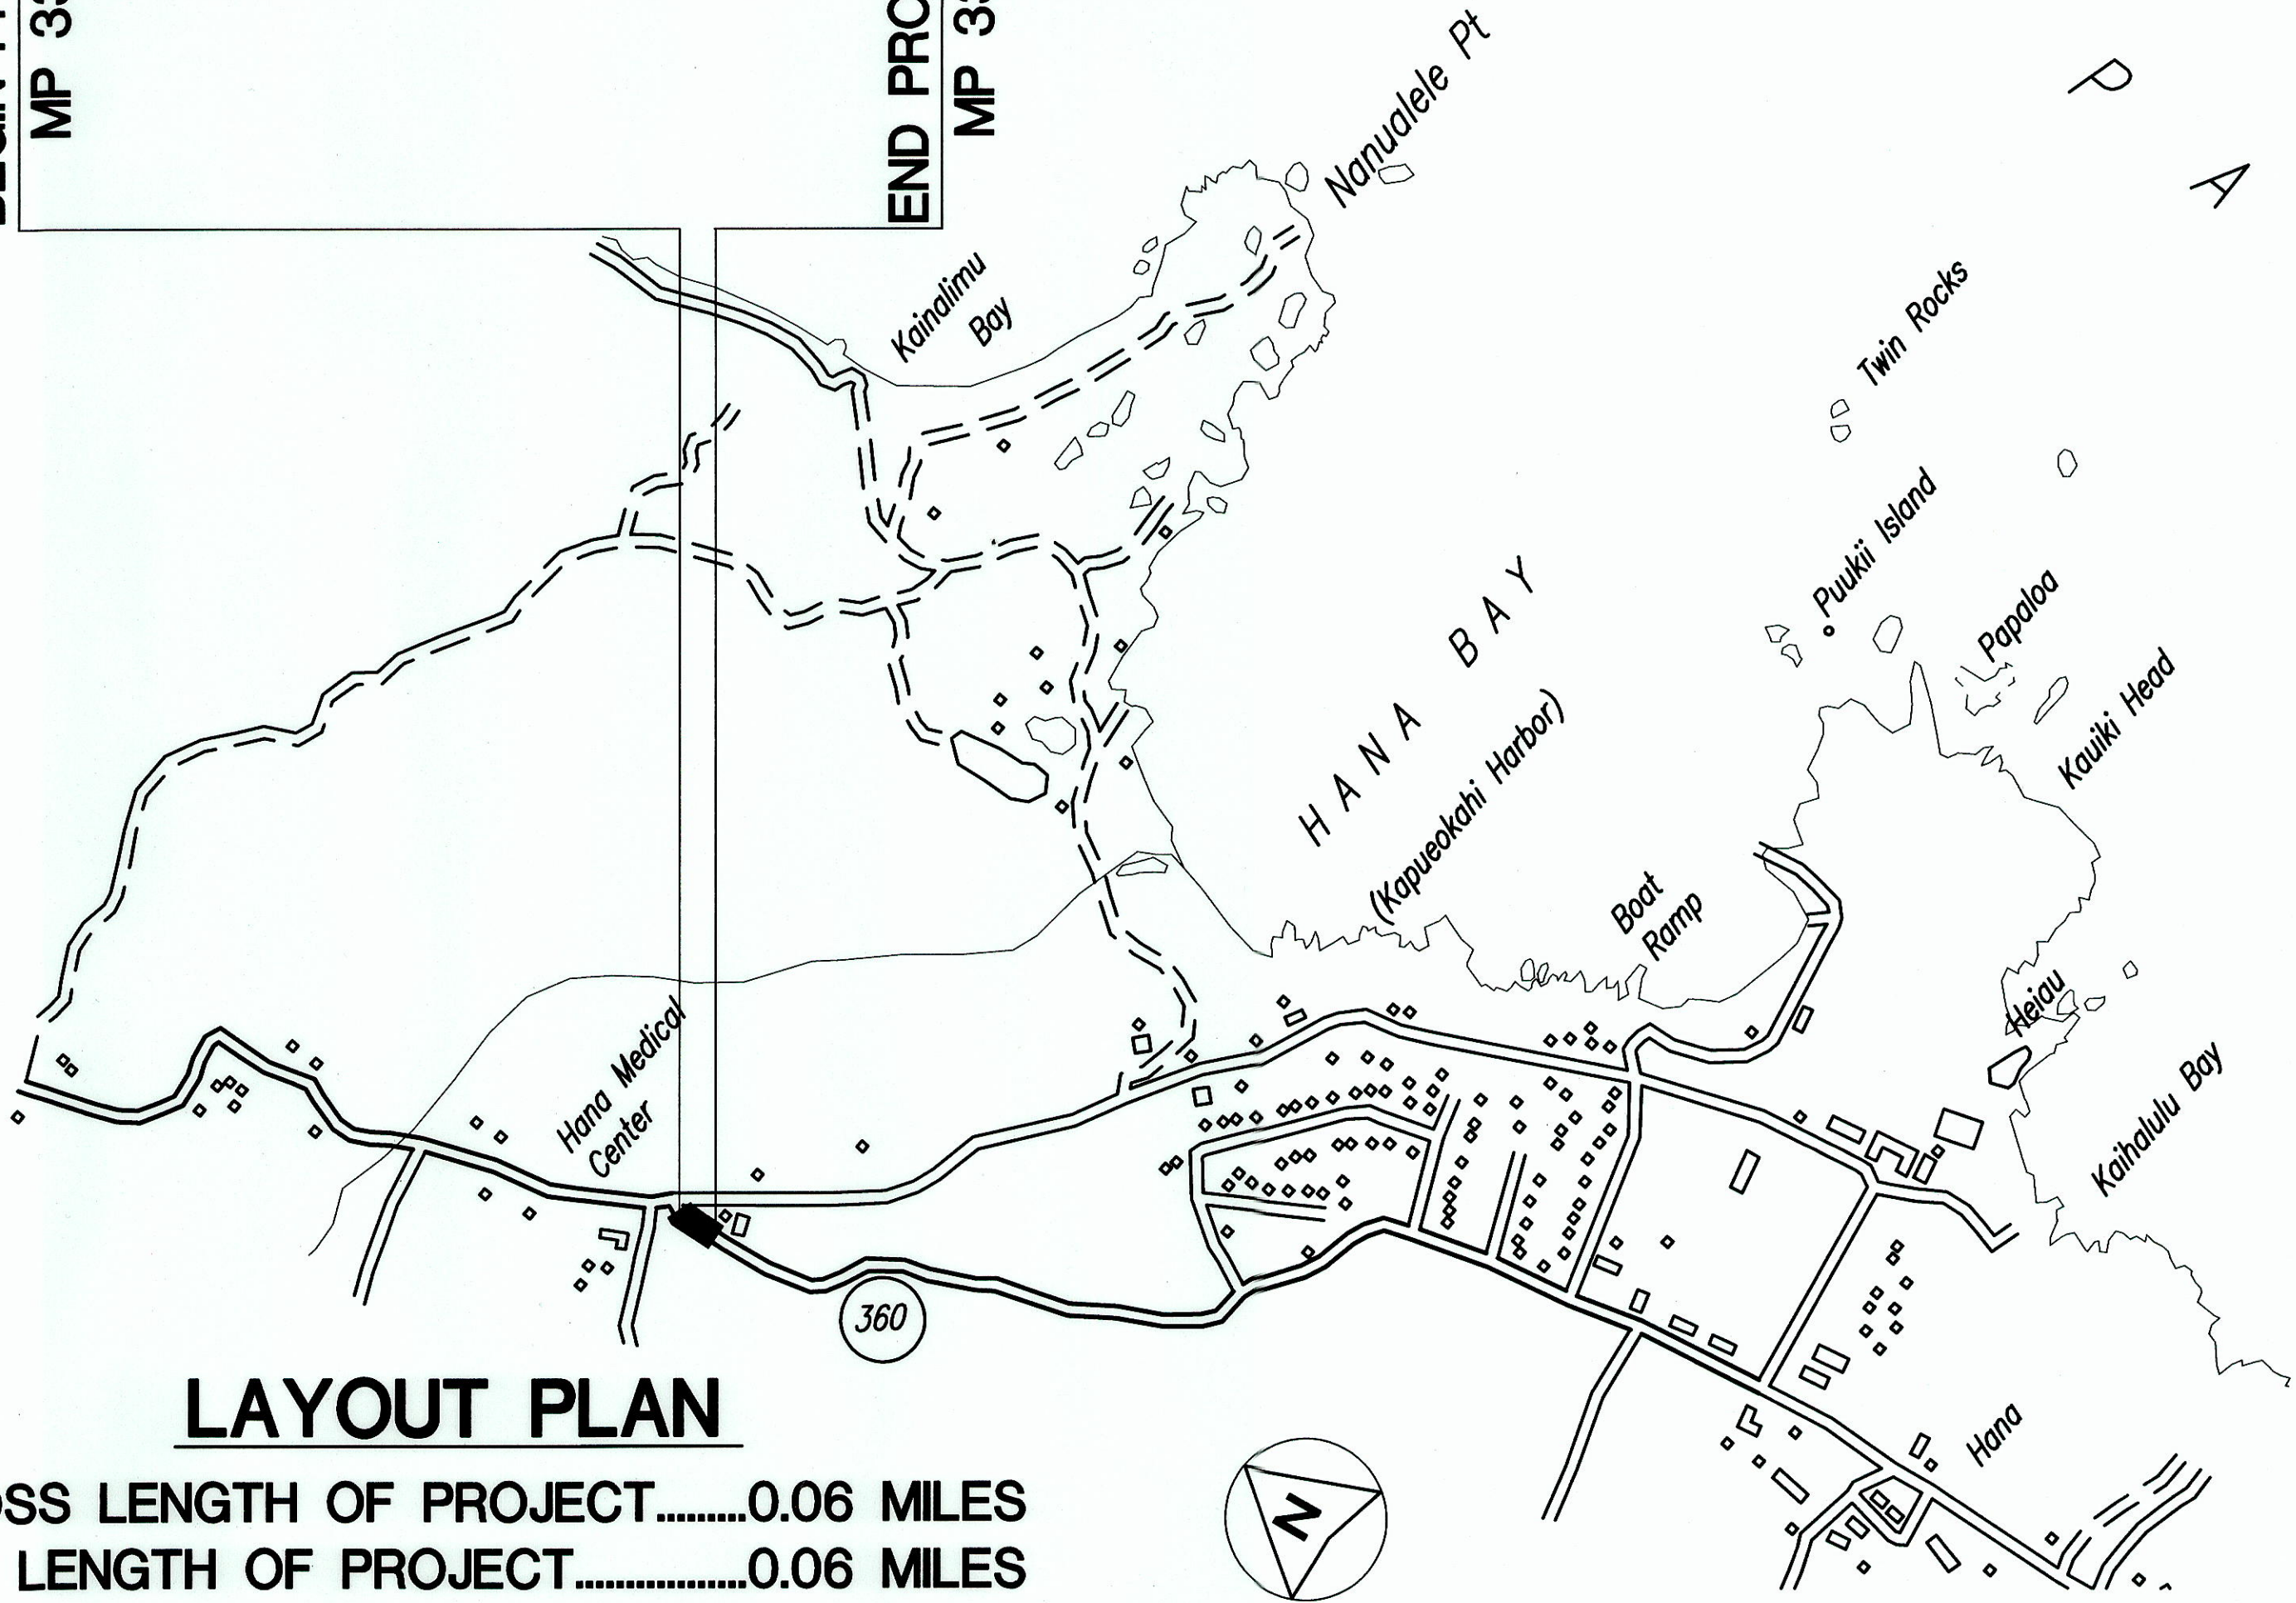 MP 33
END PRO
MP 33
Nanualele Pt
P
A
Kainalimu
Bay
Twin Rocks
Puukii Island
Papaloa
Kauiki Head
HANA BAY
(Kapueokahi Harbor)
Boat
Ramp
Heiau
Kaihalulu Bay
Hana Medical
Center
360
Hana
LAYOUT PLAN
SS LENGTH OF PROJECT.........0.06 MILES
LENGTH OF PROJECT.................0.06 MILES
N